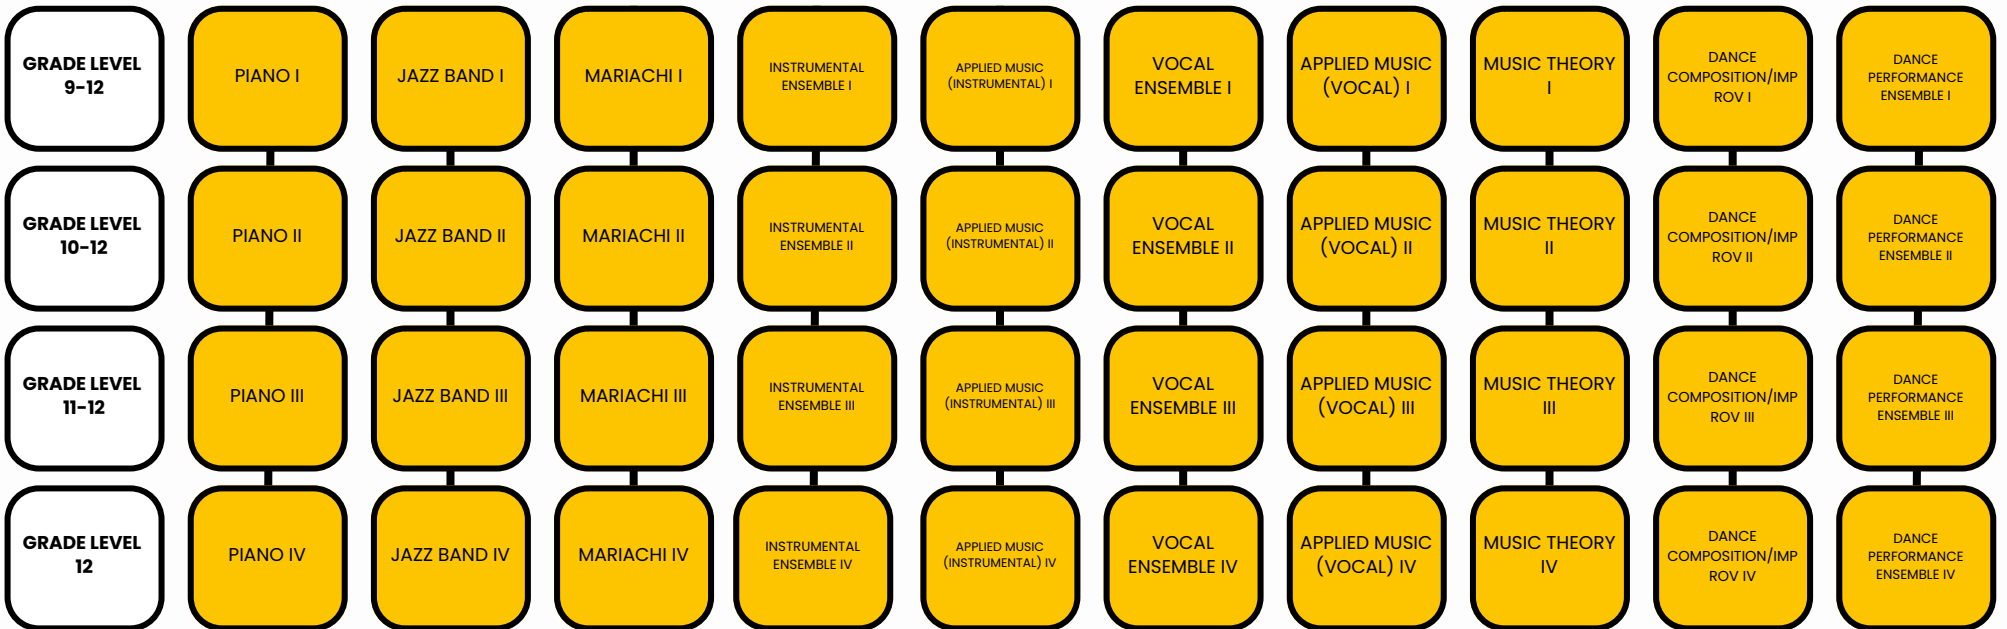 GRADE LEVEL
9-12
PIANO I
JAZZ BAND I
MARIACHI I
INSTRUMENTAL
ENSEMBLE I
APPLIED MUSIC
(INSTRUMENTAL) I
VOCAL
ENSEMBLE I
APPLIED MUSIC
(VOCAL) I
MUSIC THEORY
I
DANCE
COMPOSITION/IMP
ROV I
DANCE
PERFORMANCE
ENSEMBLE I
GRADE LEVEL
10-12
PIANO II
JAZZ BAND II
MARIACHI II
INSTRUMENTAL
ENSEMBLE II
APPLIED MUSIC
(INSTRUMENTAL) II
VOCAL
ENSEMBLE II
APPLIED MUSIC
(VOCAL) II
MUSIC THEORY
II
DANCE
COMPOSITION/IMP
ROV II
DANCE
PERFORMANCE
ENSEMBLE II
GRADE LEVEL
11-12
PIANO III
JAZZ BAND III
MARIACHI III
INSTRUMENTAL
ENSEMBLE III
APPLIED MUSIC
(INSTRUMENTAL) III
VOCAL
ENSEMBLE III
APPLIED MUSIC
(VOCAL) III
MUSIC THEORY
III
DANCE
COMPOSITION/IMP
ROV III
DANCE
PERFORMANCE
ENSEMBLE III
GRADE LEVEL
12
PIANO IV
JAZZ BAND IV
MARIACHI IV
INSTRUMENTAL
ENSEMBLE IV
APPLIED MUSIC
(INSTRUMENTAL) IV
VOCAL
ENSEMBLE IV
APPLIED MUSIC
(VOCAL) IV
MUSIC THEORY
IV
DANCE
COMPOSITION/IMP
ROV IV
DANCE
PERFORMANCE
ENSEMBLE IV